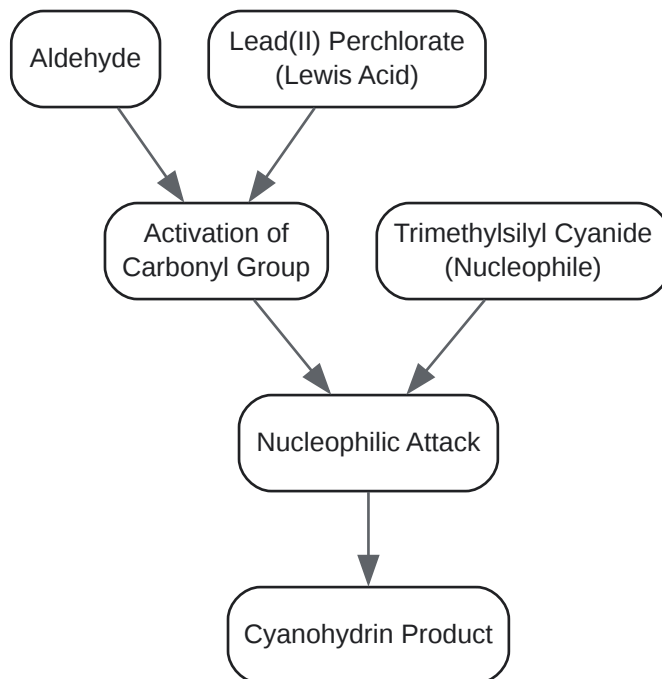 Aldehyde
Lead(II) Perchlorate
(Lewis Acid)
Activation of
Carbonyl Group
Trimethylsilyl Cyanide
(Nucleophile)
Nucleophilic Attack
Cyanohydrin Product